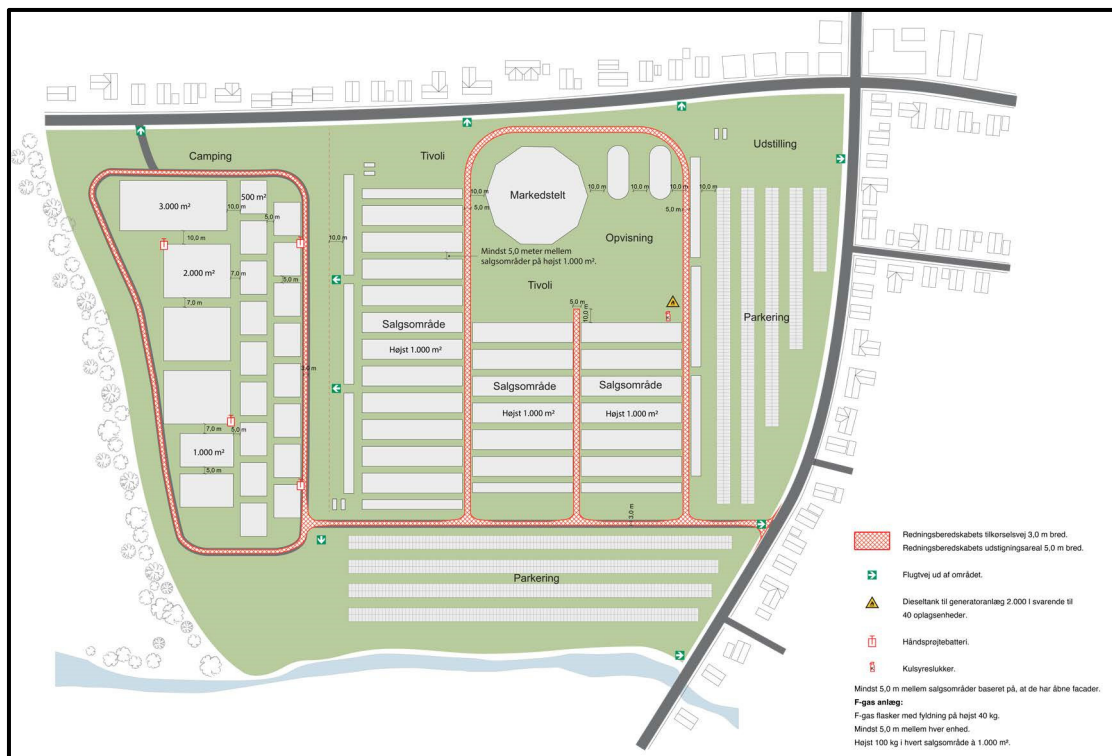 Camping
Tivoli
Udstilling
3.000 m²
500 m²
10,0 m
5,0 m
10,0 m
2.000 m²
7,0 m
5,0 m
7,0 m
3,0 m
7,0 m
5,0 m
1.000 m²
5,0 m
10,0 m
10,0 m
5,0 m
Markedstelt
10,0 m
10,0 m
10,0 m
10,0 m
5,0 m
Opvisning
Mindst 5,0 meter mellem
salgsområder på højst 1.000 m².
Tivoli
5,0 m
10,0 m
Parkering
Salgsområde
Højst 1.000 m²
Salgsområde
Salgsområde
Højst 1.000 m²
Højst 1.000 m²
3,0 m
Parkering
Redningsberedskabets tilkørselsvej 3,0 m bred.
Redningsberedskabets udstigningsareal 5,0 m bred.
Flugtvej ud af området.
Dieseltank til generatoranlæg 2.000 l svarende til
40 oplagsenheder.
Håndsprøjtebatteri.
Kulsyreslukker.
Mindst 5,0 m mellem salgsområder baseret på, at de har åbne facader.
F-gas anlæg:
F-gas flasker med fyldning på højst 40 kg.
Mindst 5,0 m mellem hver enhed.
Højst 100 kg i hvert salgsområde à 1.000 m².